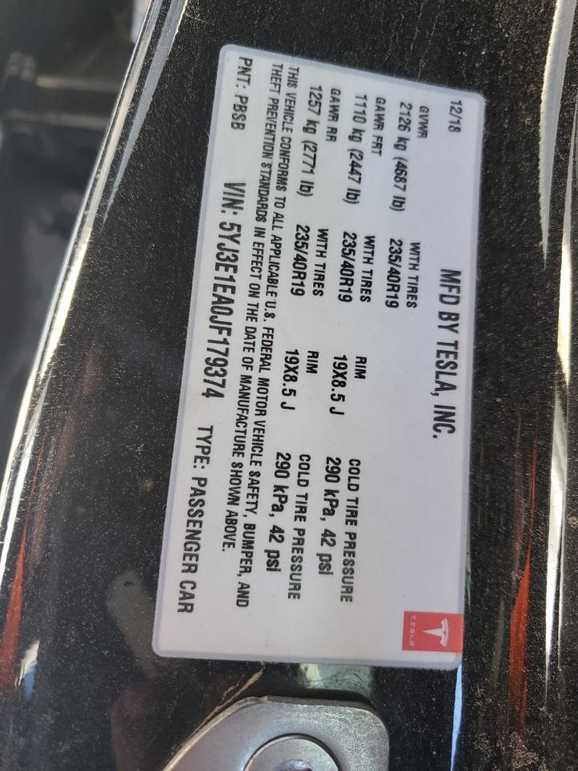 MFD BY TESLA, INC.
12/18
GVWR
2126 kg (4687 lb) WITH TIRES 235/40R19
GAWR FRT WITH TIRES RIM COLD TIRE PRESSURE
1110 kg (2447 lb) 235/40R19 19X8.5 J 290 kPa, 42 psi
GAWR RR WITH TIRES RIM COLD TIRE PRESSURE
1257 kg (2771 lb) 235/40R19 19X8.5 J 290 kPa, 42 psi
THIS VEHICLE CONFORMS TO ALL APPLICABLE U.S. FEDERAL MOTOR VEHICLE SAFETY, BUMPER, AND
THEFT PREVENTION STANDARDS IN EFFECT ON THE DATE OF MANUFACTURE SHOWN ABOVE.
VIN: 5YJ3E1EA0JF179374 TYPE: PASSENGER CAR
PNT: PBSB
TESLA